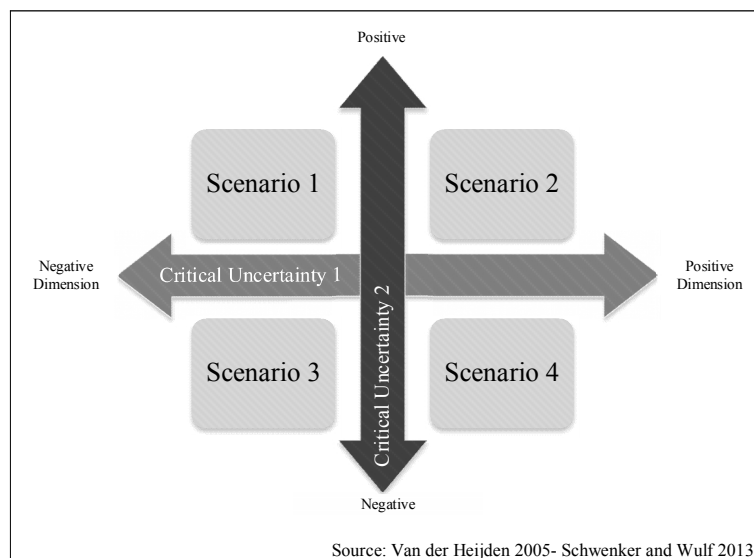 Positive
Scenario 1
Scenario 2
Negative
Dimension
Critical Uncertainty 1
Critical Uncertainty 2
Positive
Dimension
Scenario 3
Scenario 4
Negative
Source: Van der Heijden 2005- Schwenker and Wulf 2013